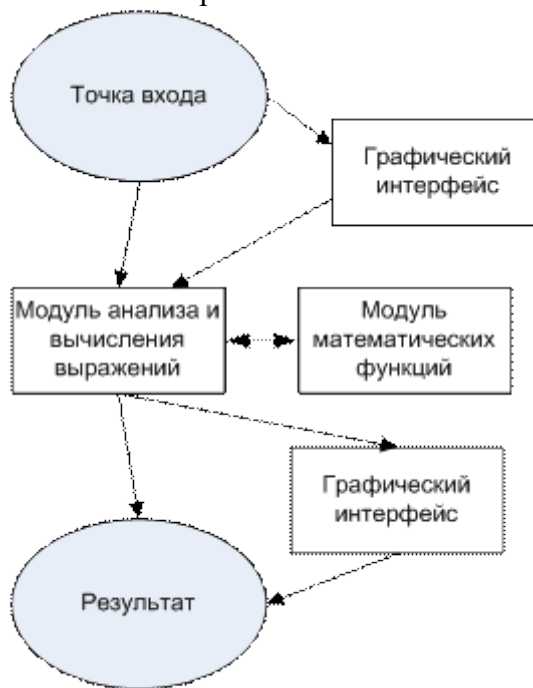 Точка входа
Графический
интерфейс
Модуль анализа и
вычисления
выражений
Модуль
математических
функций
Графический
интерфейс
Результат